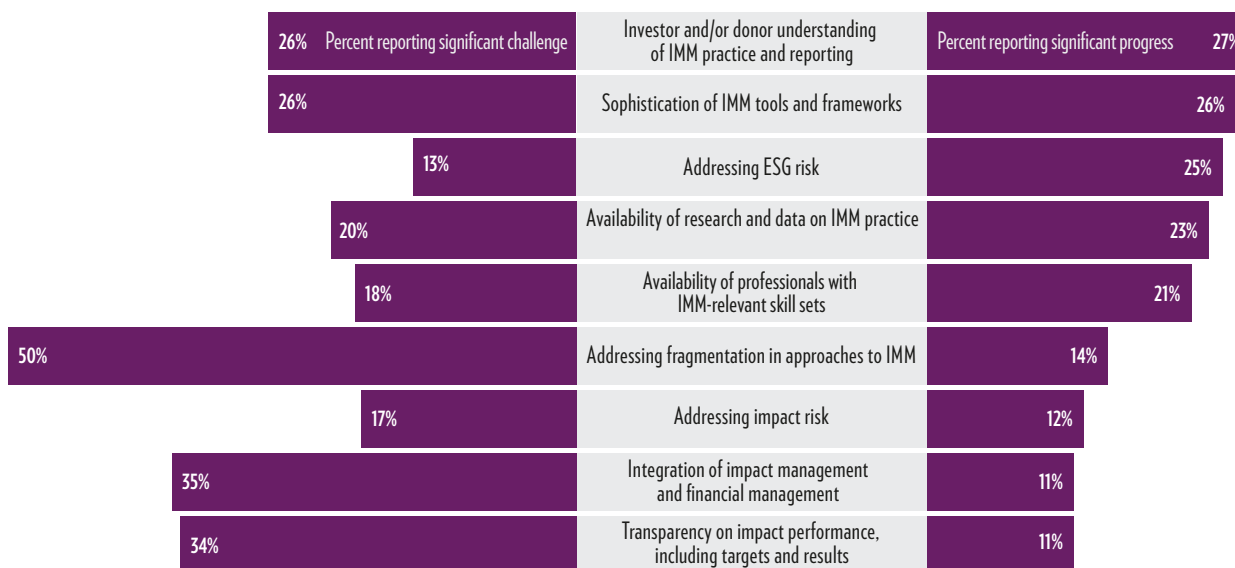 26% Percent reporting significant challenge
Investor and/or donor understanding
of IMM practice and reporting
Percent reporting significant progress 27%
26%
Sophistication of IMM tools and frameworks
26%
13%
Addressing ESG risk
25%
20%
Availability of research and data on IMM practice
23%
18%
Availability of professionals with
IMM-relevant skill sets
21%
50%
Addressing fragmentation in approaches to IMM
14%
17%
Addressing impact risk
12%
35%
Integration of impact management
and financial management
11%
34%
Transparency on impact performance,
including targets and results
11%